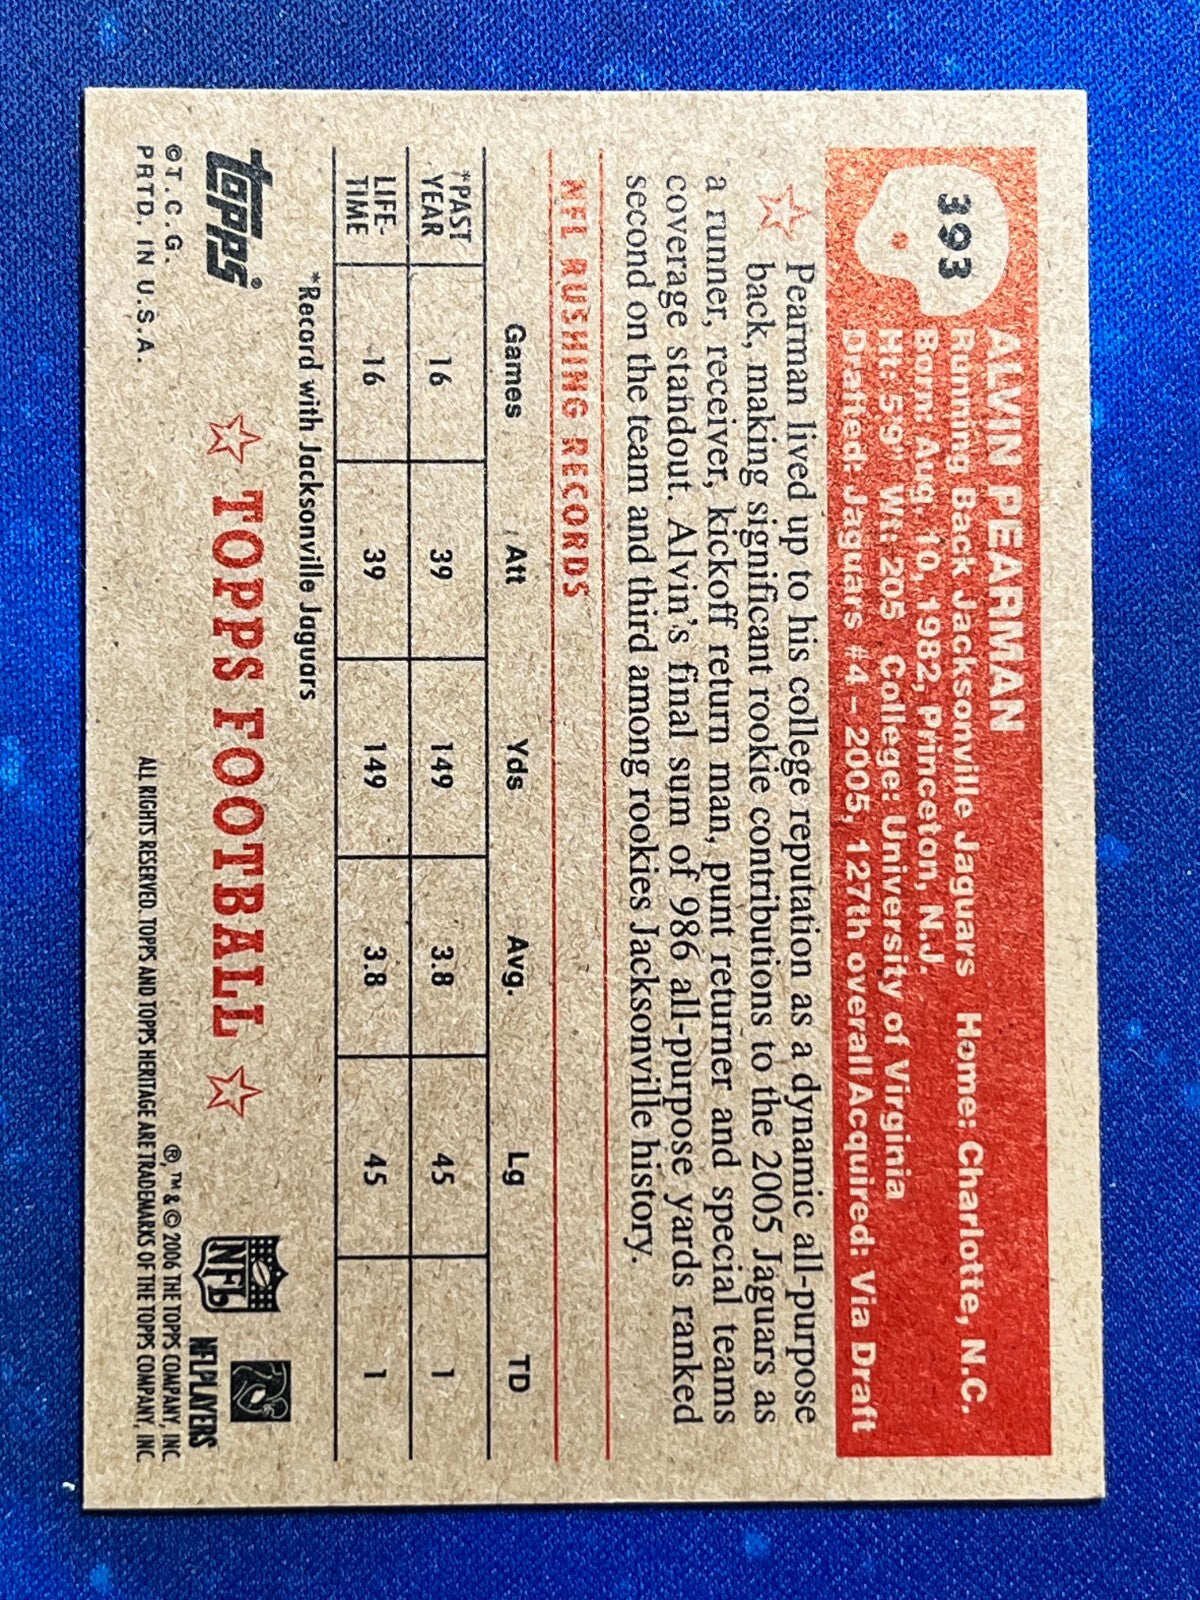 393
ALVIN PEARMAN
Running Back Jacksonville Jaguars Home: Charlotte, N.C.
Born: Aug. 10, 1982, Princeton, N.J.
Ht: 5'9" Wt: 205 College: University of Virginia
Drafted: Jaguars #4 - 2005, 127th overall Acquired: Via Draft
Pearman lived up to his college reputation as a dynamic all-purpose
back, making significant rookie contributions to the 2005 Jaguars as
a runner, receiver, kickoff return man, punt returner and special teams
coverage standout. Alvin's final sum of 986 all-purpose yards ranked
second on the team and third among rookies Jacksonville history.
NFL RUSHING RECORDS
Games Att Yds Avg. Lg TD
*PAST YEAR 16 39 149 3.8 45 1
LIFE-TIME 16 39 149 3.8 45 1
*Record with Jacksonville Jaguars
topps
©T.C.G.
PRTD. IN U.S.A.
TOPPS FOOTBALL
®,™ & © 2006 THE TOPPS COMPANY, INC
ALL RIGHTS RESERVED. TOPPS AND TOPPS HERITAGE ARE TRADEMARKS OF THE TOPPS COMPANY, INC
NFL
NFLPLAYERS